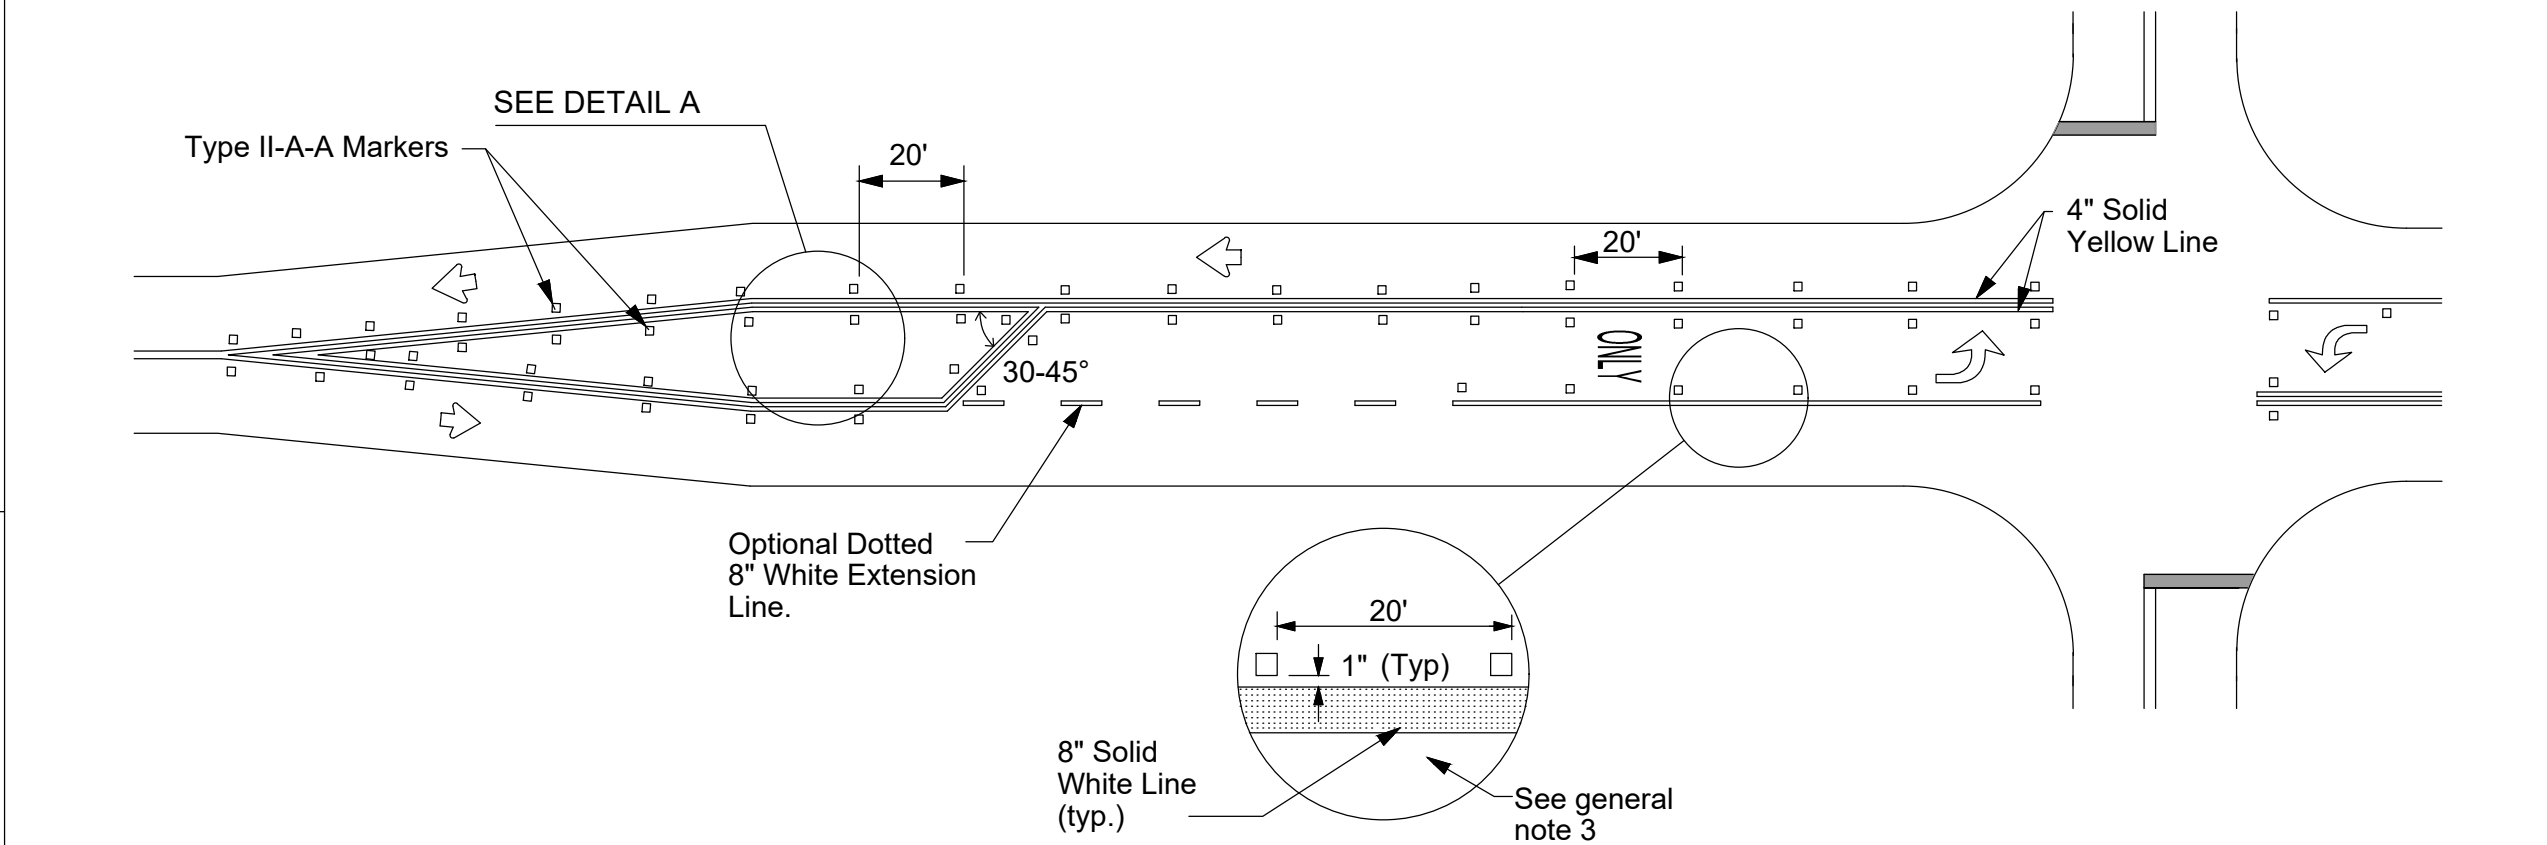 SEE DETAIL A
Type II-A-A Markers
20'
4" Solid
Yellow Line
20'
ONLY
30-45°
Optional Dotted
8" White Extension
Line.
20'
1" (Typ)
8" Solid
White Line
(typ.)
See general
note 3